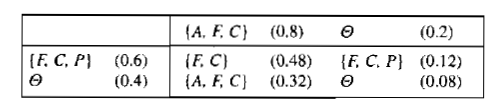 {A, F, C} (0.8) Θ (0.2)
{F, C, P} (0.6) {F, C} (0.48) {F, C, P} (0.12)
Θ (0.4) {A, F, C} (0.32) Θ (0.08)